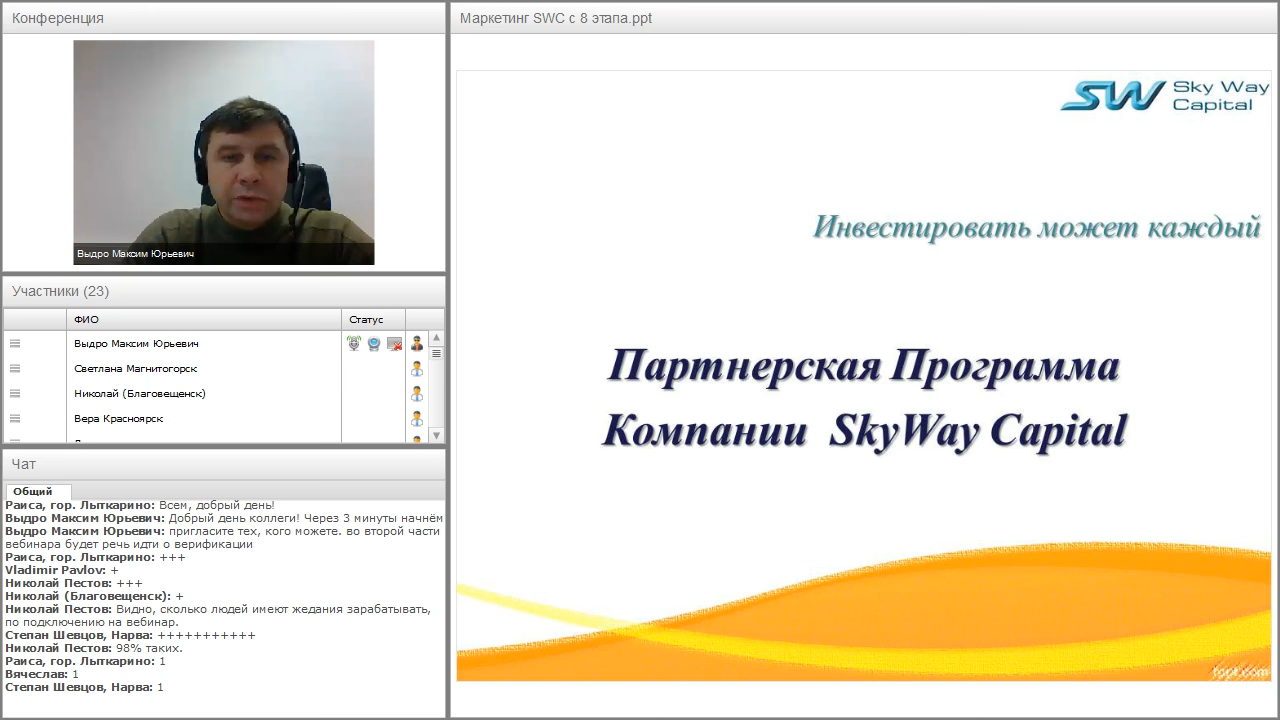 Конференция
Выдро Максим Юрьевич
Участники (23)
ФИО
Статус
Выдро Максим Юрьевич
Светлана Магнитогорск
Николай (Благовещенск)
Вера Красноярск
Чат
Общий
Раиса, гор. Лыткарино: Всем, добрый день!
Выдро Максим Юрьевич: Добрый день коллеги! Через 3 минуты начнём
Выдро Максим Юрьевич: пригласите тех, кого можете. во второй части
вебинара будет речь идти о верификации
Раиса, гор. Лыткарино: +++
Vladimir Pavlov: +
Николай Пестов: +++
Николай (Благовещенск): +
Николай Пестов: Видно, сколько людей имеют жедания зарабатывать,
по подключению на вебинар.
Степан Шевцов, Нарва: +++++++++++
Николай Пестов: 98% таких.
Раиса, гор. Лыткарино: 1
Вячеслав: 1
Степан Шевцов, Нарва: 1
Маркетинг SWC с 8 этапа.ppt
SW Sky Way
Capital
Инвестировать может каждый
Партнерская Программа
Компании SkyWay Capital
fppt.com